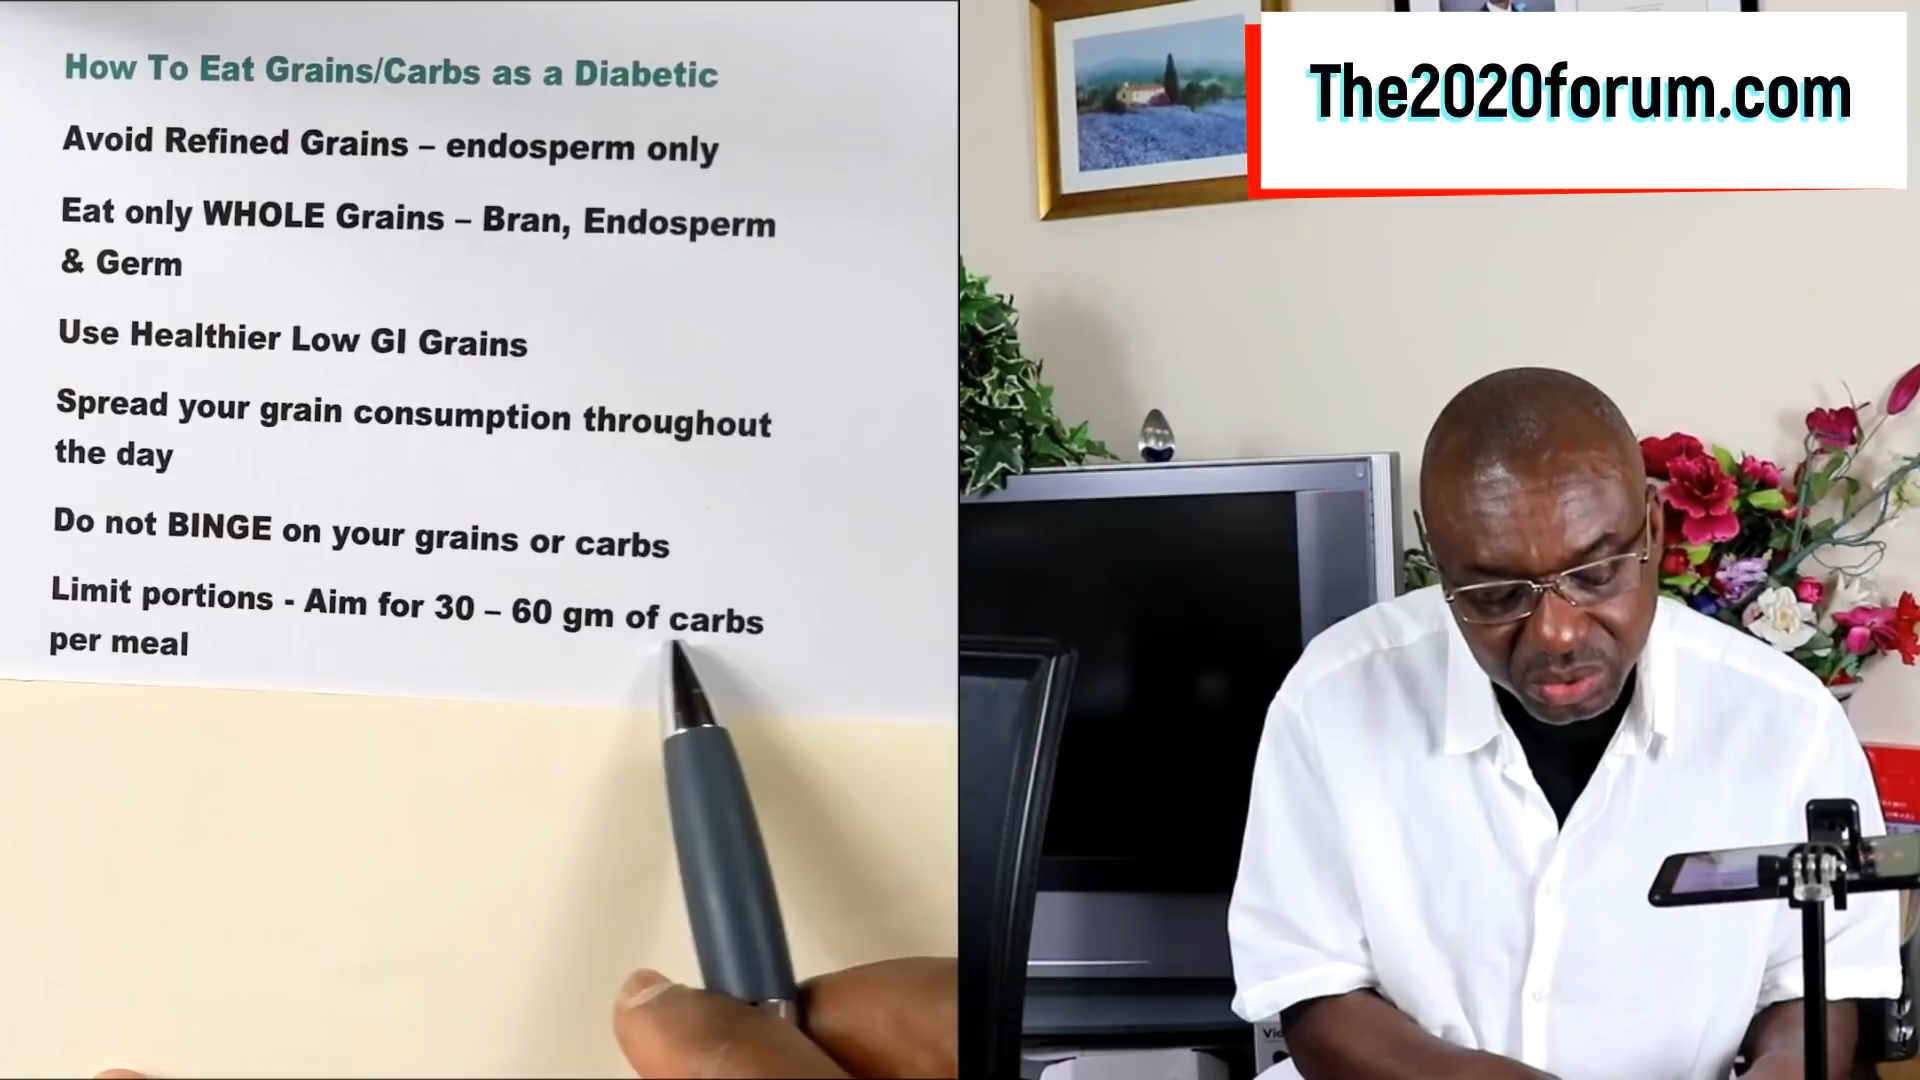 How To Eat Grains/Carbs as a Diabetic
Avoid Refined Grains – endosperm only
Eat only WHOLE Grains – Bran, Endosperm
& Germ
Use Healthier Low GI Grains
Spread your grain consumption throughout
the day
Do not BINGE on your grains or carbs
Limit portions - Aim for 30 – 60 gm of carbs
per meal
The2020forum.com